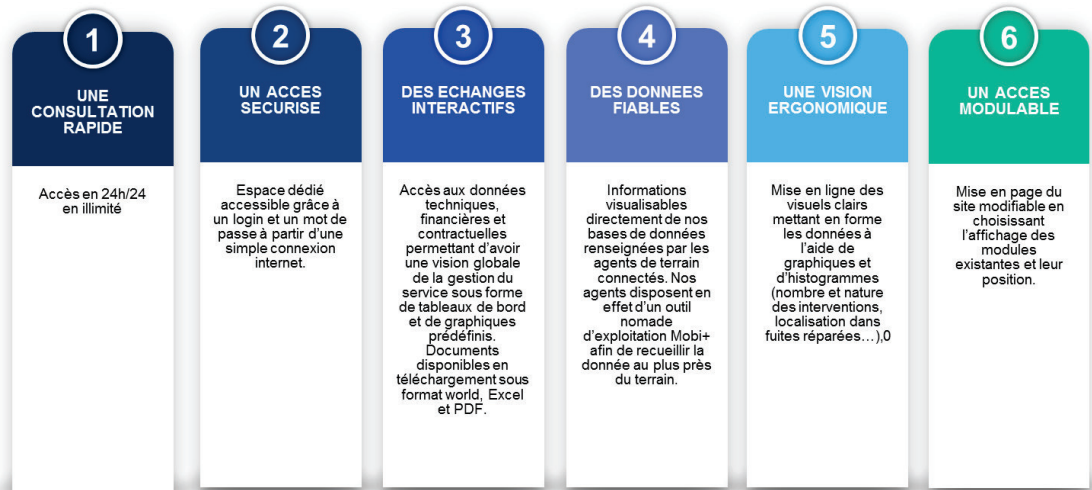 1
UNE
CONSULTATION
RAPIDE
Accès en 24h/24
en illimité
2
UN ACCES
SECURISE
Espace dédié
accessible grâce à
un login et un mot de
passe à partir d’une
simple connexion
internet.
3
DES ECHANGES
INTERACTIFS
Accès aux données
techniques,
financières et
contractuelles
permettant d’avoir
une vision globale
de la gestion du
service sous forme
de tableaux de bord
et de graphiques
prédéfinis.
Documents
disponibles en
téléchargement sous
format world, Excel
et PDF.
4
DES DONNEES
FIABLES
Informations
visualisables
directement de nos
bases de données
renseignées par les
agents de terrain
connectés. Nos
agents disposent en
effet d’un outil
nomade
d’exploitation Mobi+
afin de recueillir la
donnée au plus près
du terrain.
5
UNE VISION
ERGONOMIQUE
Mise en ligne des
visuels clairs
mettant en forme
les données à
l’aide de
graphiques et
d’histogrammes
(nombre et nature
des interventions,
localisation dans
fuites réparées…),0
6
UN ACCES
MODULABLE
Mise en page du
site modifiable en
choisissant
l’affichage des
modules
existantes et leur
position.